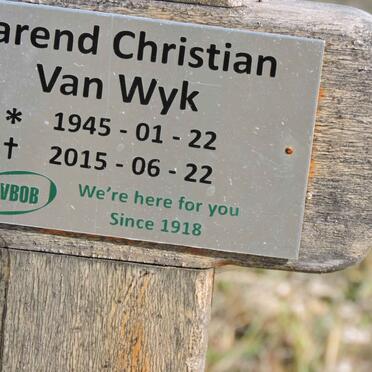 arend Christian
Van Wyk
* 1945 - 01 - 22
† 2015 - 06 - 22
VBOB
We're here for you
Since 1918